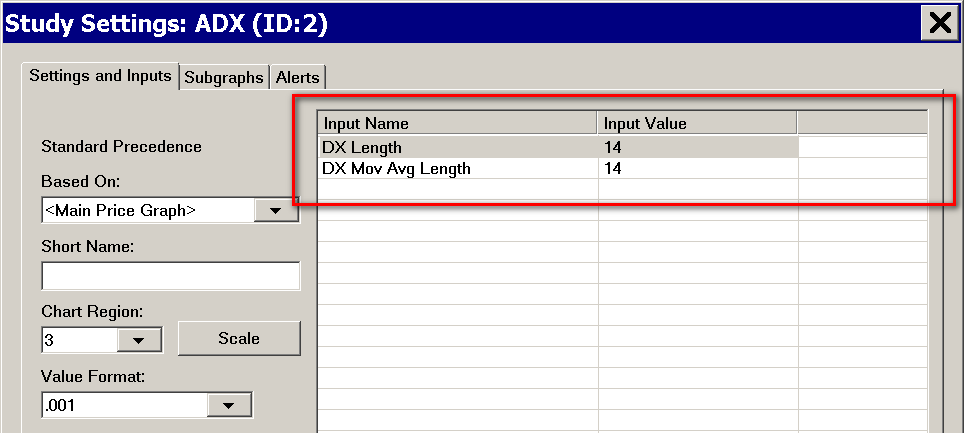 Study Settings: ADX (ID:2)
Settings and Inputs Subgraphs Alerts
Standard Precedence
Based On:
<Main Price Graph>
Short Name:
Chart Region:
3 Scale
Value Format:
.001
Input Name Input Value
DX Length 14
DX Mov Avg Length 14